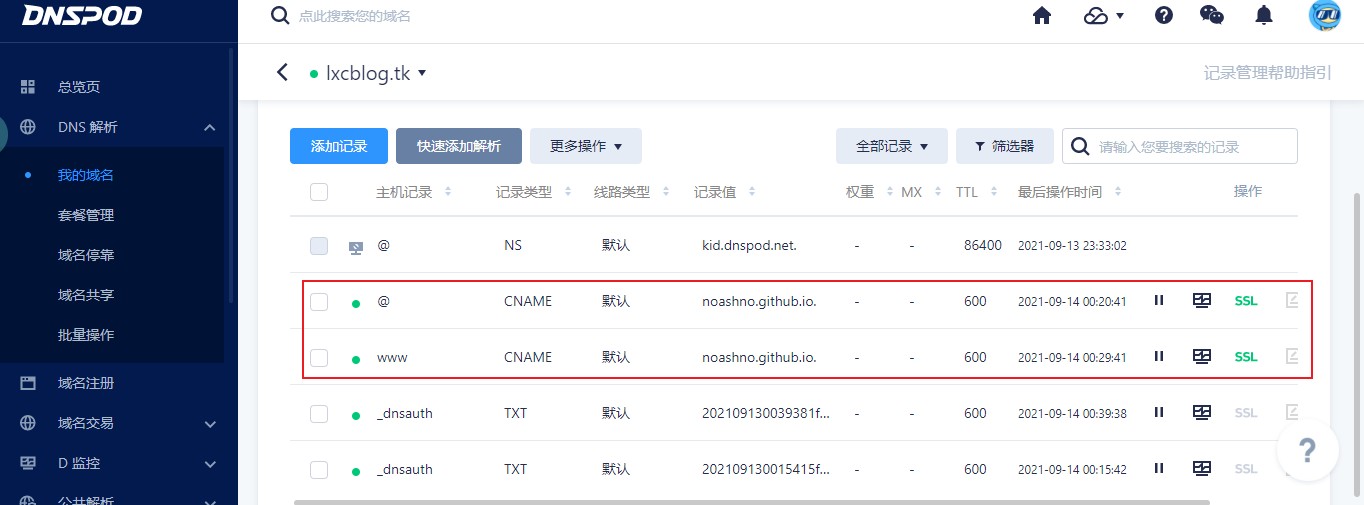 DNSPOD
点此搜索您的域名
lxcblog.tk
记录管理帮助指引
总览页
DNS 解析
我的域名
套餐管理
域名停靠
域名共享
批量操作
域名注册
域名交易
D 监控
公共解析
添加记录 快速添加解析 更多操作 全部记录 筛选器 请输入您要搜索的记录
主机记录 记录类型 线路类型 记录值 权重 MX TTL 最后操作时间 操作
@ NS 默认 kid.dnspod.net. - - 86400 2021-09-13 23:33:02
@ CNAME 默认 noashno.github.io. - - 600 2021-09-14 00:20:41 SSL
www CNAME 默认 noashno.github.io. - - 600 2021-09-14 00:29:41 SSL
_dnsauth TXT 默认 202109130039381f... - - 600 2021-09-14 00:39:38 SSL
_dnsauth TXT 默认 202109130015415f... - - 600 2021-09-14 00:15:42 SSL
?